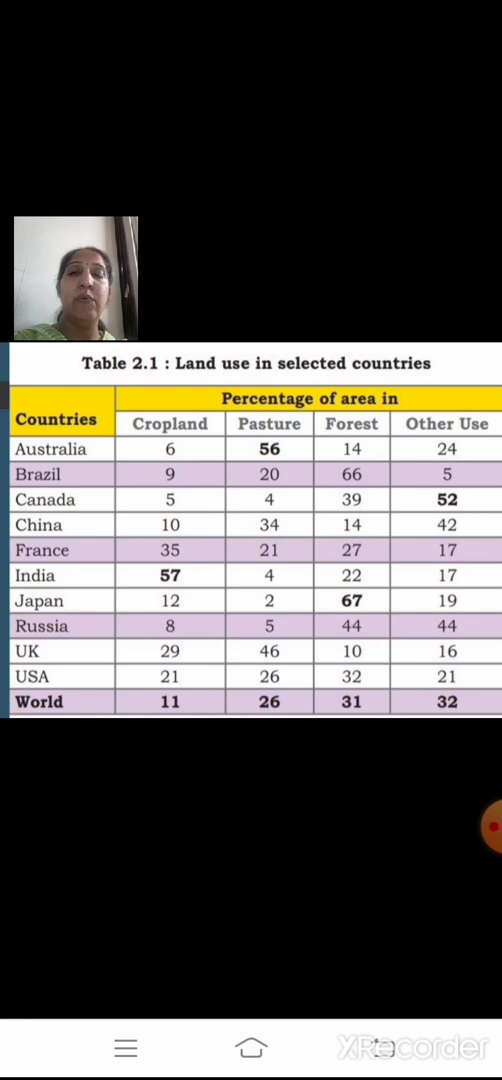 Table 2.1 : Land use in selected countries
Countries Percentage of area in
Cropland Pasture Forest Other Use
Australia 6 56 14 24
Brazil 9 20 66 5
Canada 5 4 39 52
China 10 34 14 42
France 35 21 27 17
India 57 4 22 17
Japan 12 2 67 19
Russia 8 5 44 44
UK 29 46 10 16
USA 21 26 32 21
World 11 26 31 32
XRecorder